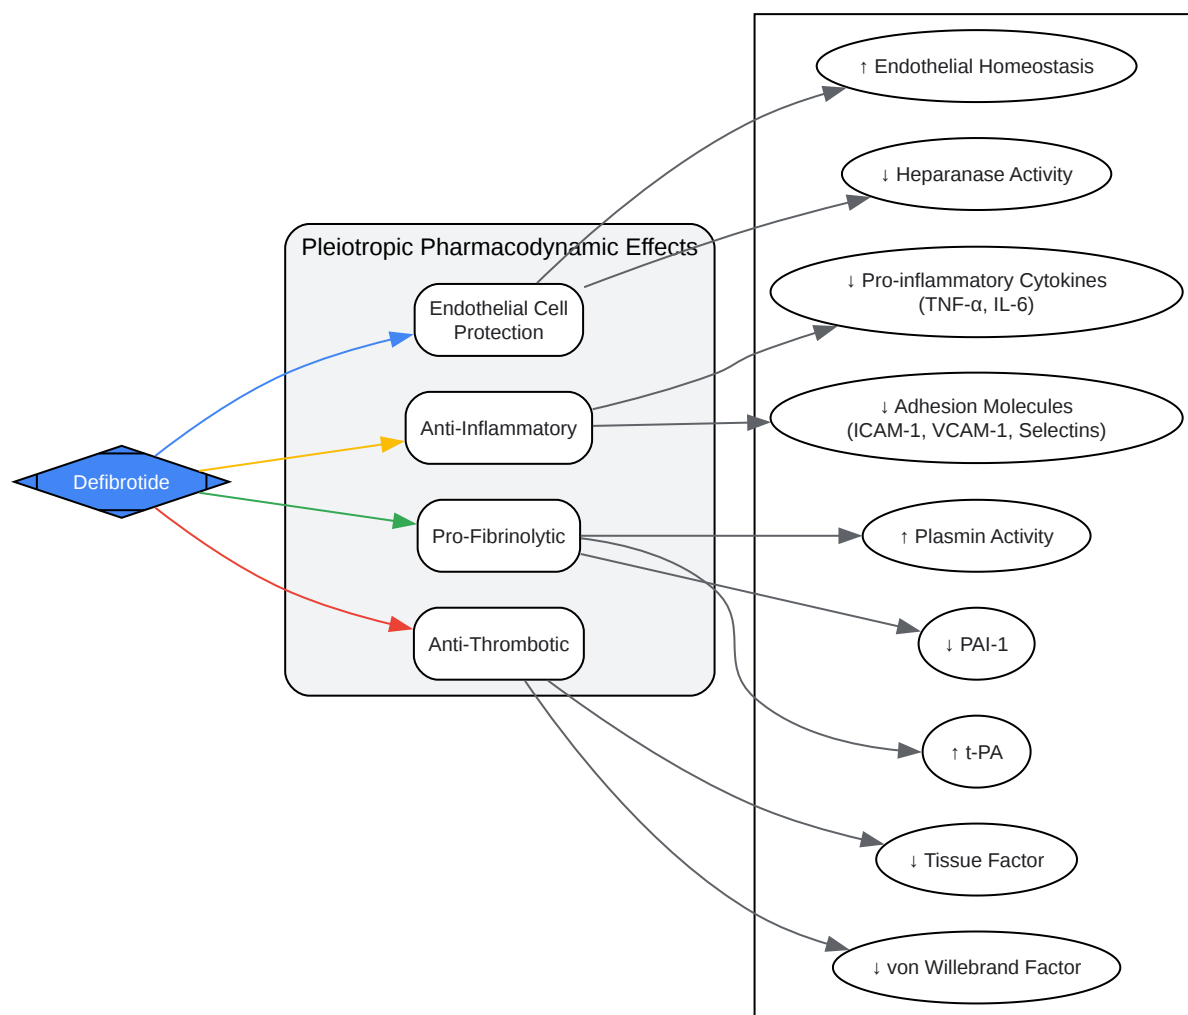 Pleiotropic Pharmacodynamic Effects
Defibrotide
Endothelial Cell
Protection
Anti-Inflammatory
Pro-Fibrinolytic
Anti-Thrombotic
↑ Endothelial Homeostasis
↓ Heparanase Activity
↓ Pro-inflammatory Cytokines
(TNF-α, IL-6)
↓ Adhesion Molecules
(ICAM-1, VCAM-1, Selectins)
↑ Plasmin Activity
↓ PAI-1
↑ t-PA
↓ Tissue Factor
↓ von Willebrand Factor